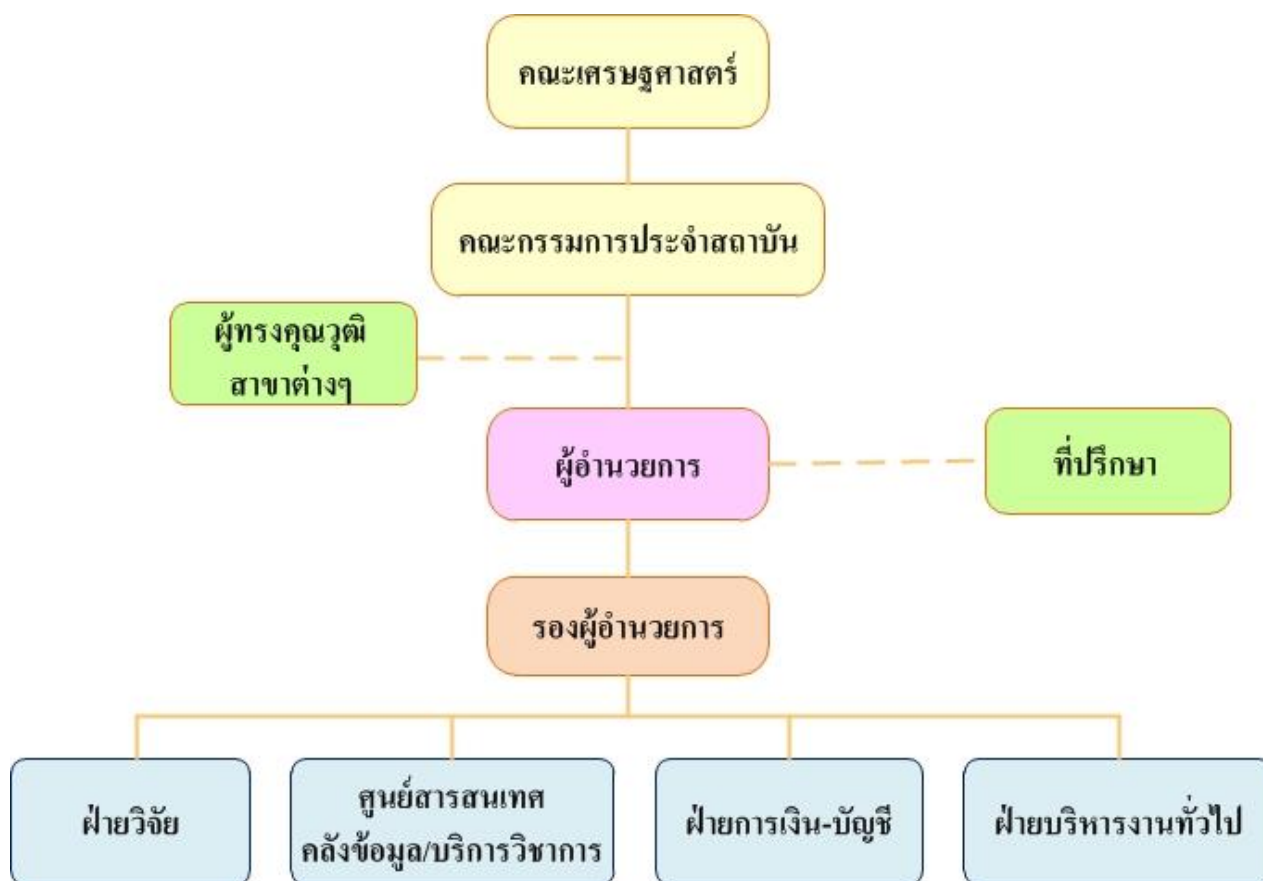 คณะเศรษฐศาสตร์
คณะกรรมการประจำสถาบัน
ผู้ทรงคุณวุฒิ
สาขาต่างๆ
ผู้อำนวยการ
ที่ปรึกษา
รองผู้อำนวยการ
ฝ่ายวิจัย
ศูนย์สารสนเทศ
คลังข้อมูล/บริการวิชาการ
ฝ่ายการเงิน-บัญชี
ฝ่ายบริหารงานทั่วไป